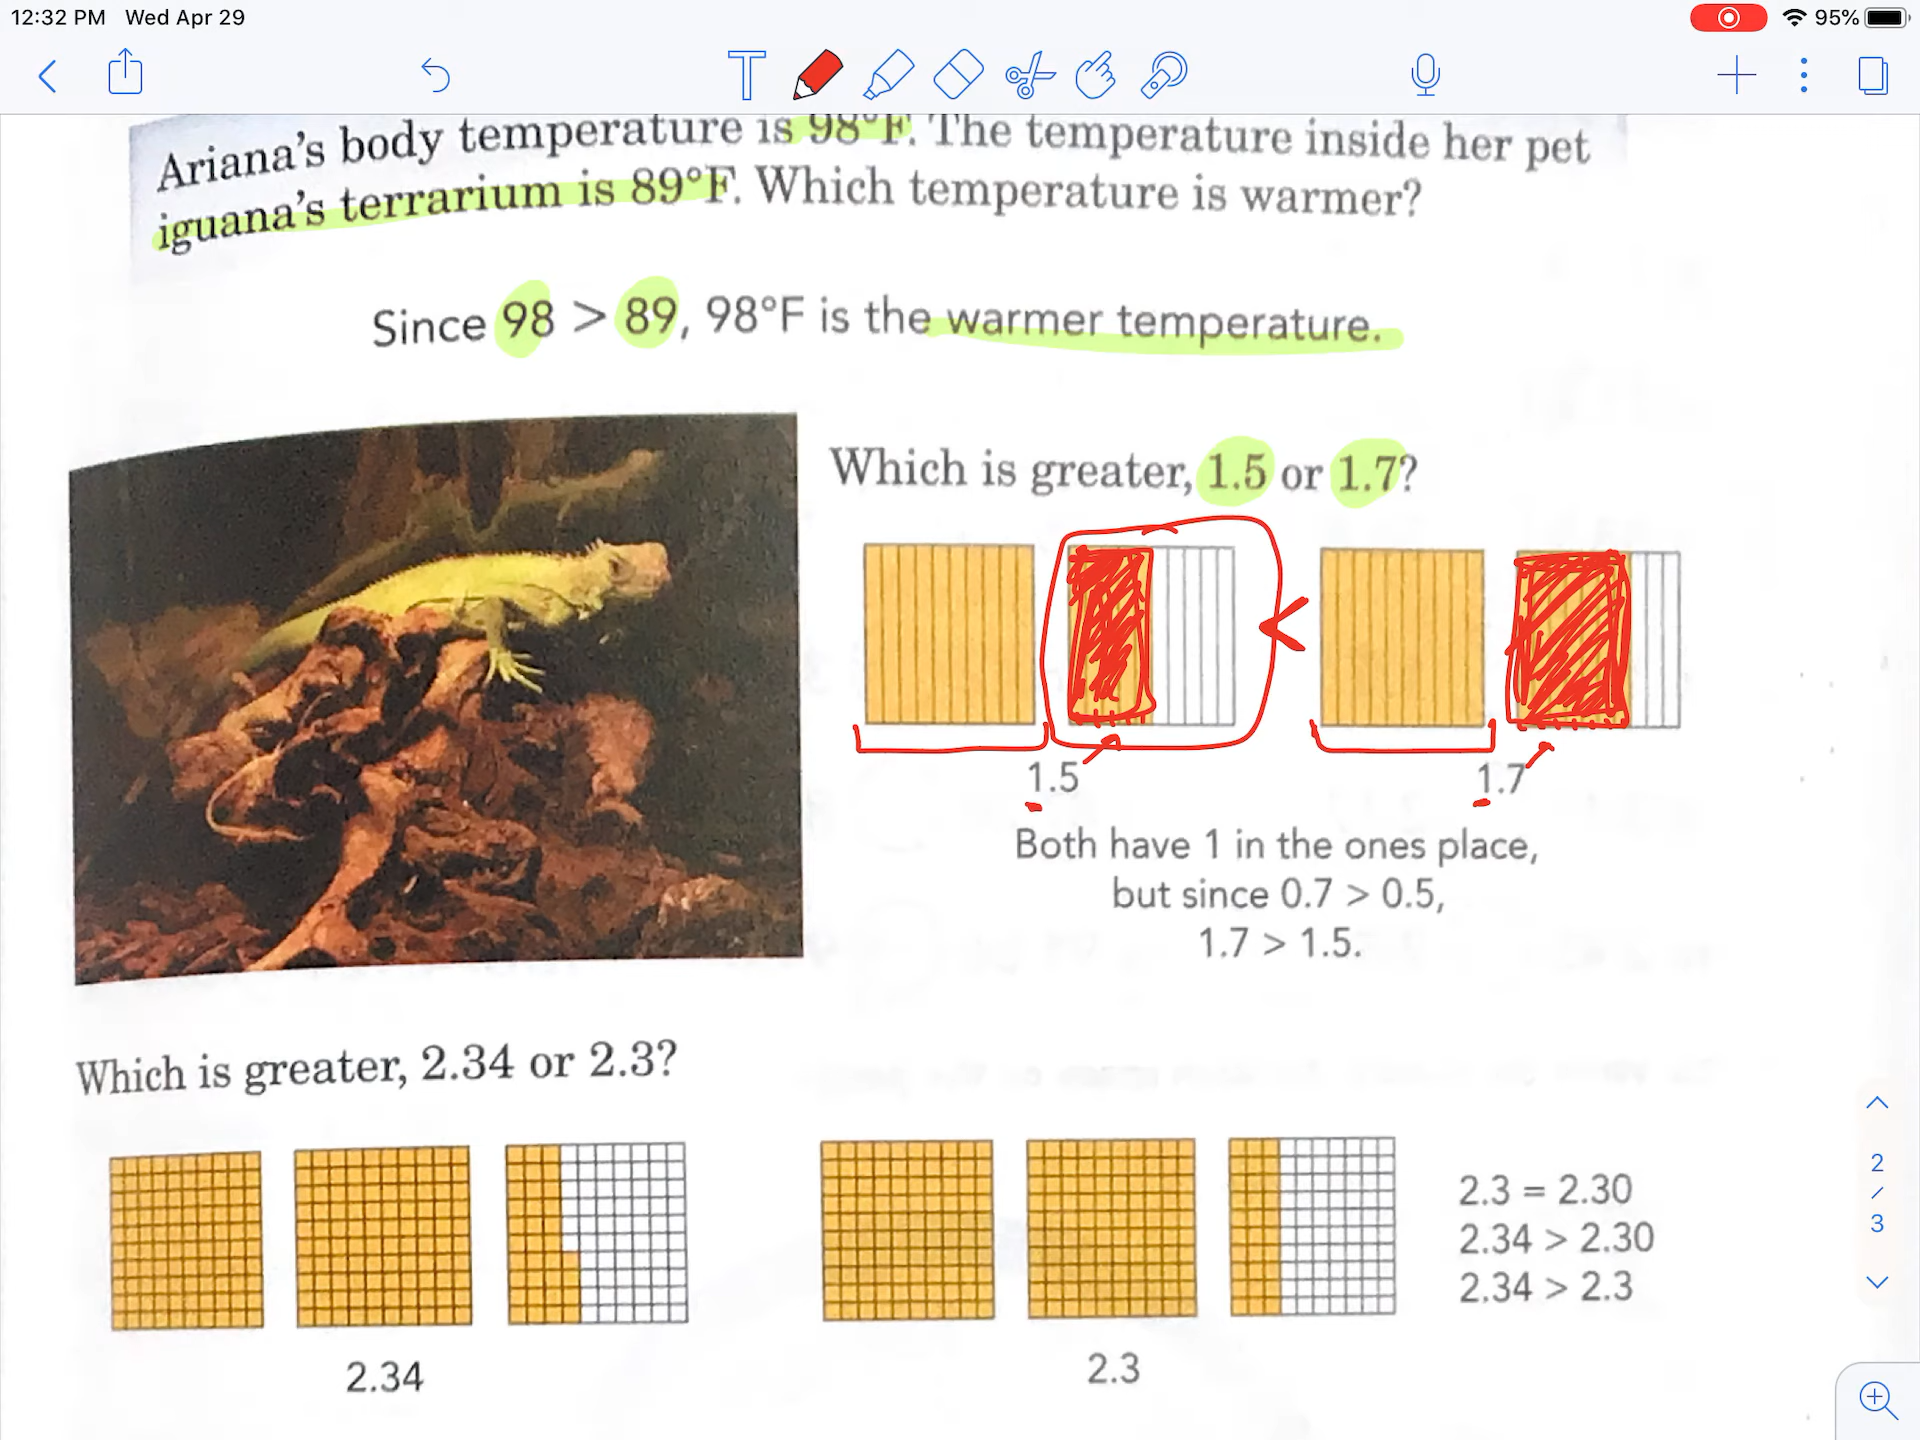 12:32 PM Wed Apr 29
95%
Ariana's body temperature is 98°F. The temperature inside her pet
iguana's terrarium is 89°F. Which temperature is warmer?
Since 98 > 89, 98°F is the warmer temperature.
Which is greater, 1.5 or 1.7?
<
1.5
1.7
Both have 1 in the ones place,
but since 0.7 > 0.5,
1.7 > 1.5.
Which is greater, 2.34 or 2.3?
2.3 = 2.30
2.34 > 2.30
2.34 > 2.3
2.34
2.3
2
/
3